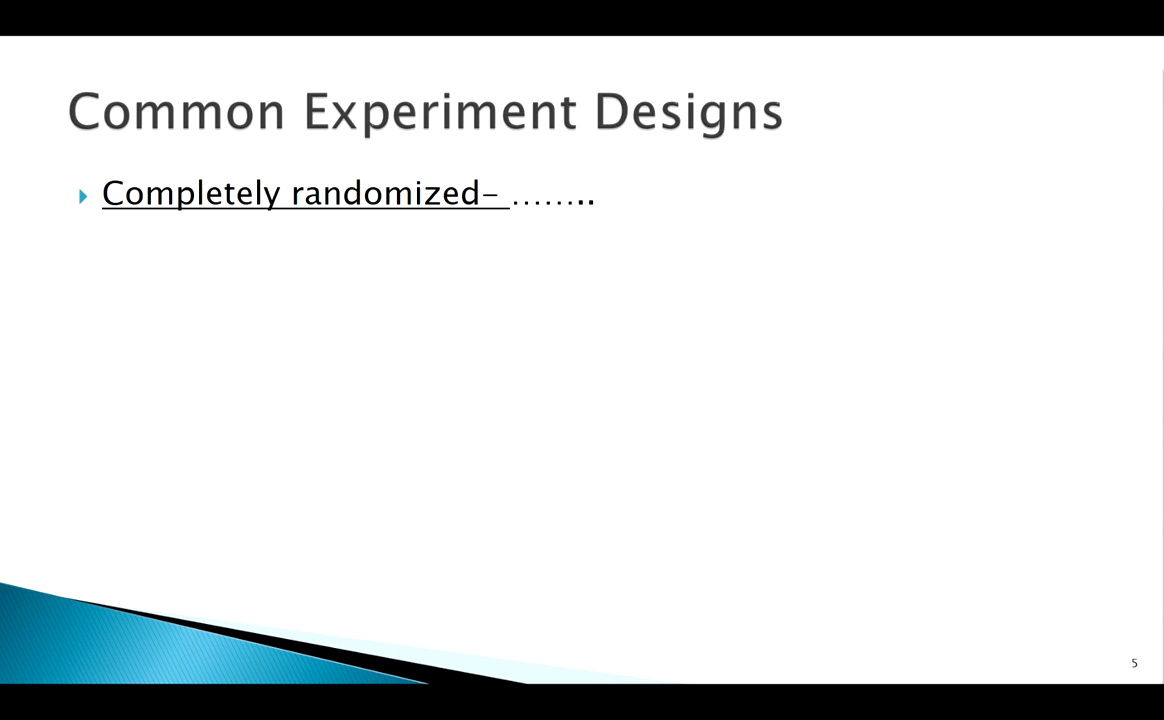 Common Experiment Designs
Completely randomized- ........
5